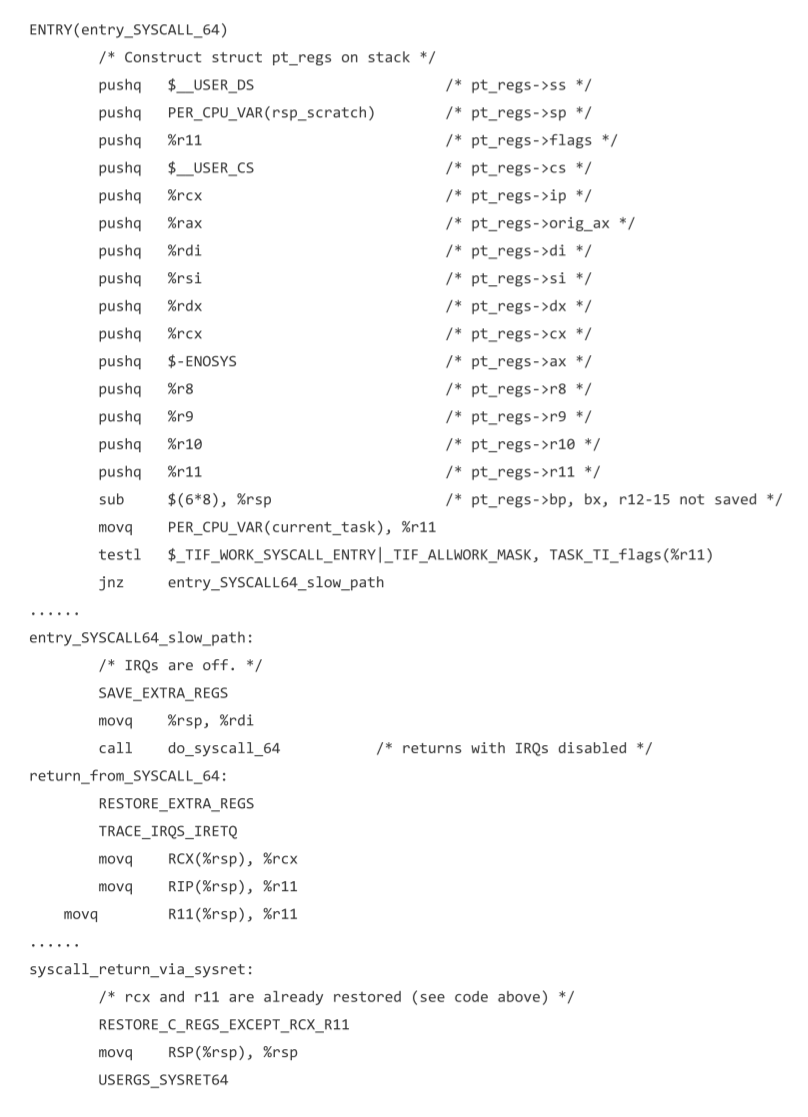 ENTRY(entry_SYSCALL_64)
        /* Construct struct pt_regs on stack */
        pushq   $__USER_DS                      /* pt_regs->ss */
        pushq   PER_CPU_VAR(rsp_scratch)        /* pt_regs->sp */
        pushq   %r11                            /* pt_regs->flags */
        pushq   $__USER_CS                      /* pt_regs->cs */
        pushq   %rcx                            /* pt_regs->ip */
        pushq   %rax                            /* pt_regs->orig_ax */
        pushq   %rdi                            /* pt_regs->di */
        pushq   %rsi                            /* pt_regs->si */
        pushq   %rdx                            /* pt_regs->dx */
        pushq   %rcx                            /* pt_regs->cx */
        pushq   $-ENOSYS                        /* pt_regs->ax */
        pushq   %r8                             /* pt_regs->r8 */
        pushq   %r9                             /* pt_regs->r9 */
        pushq   %r10                            /* pt_regs->r10 */
        pushq   %r11                            /* pt_regs->r11 */
        sub     $(6*8), %rsp                    /* pt_regs->bp, bx, r12-15 not saved */
        movq    PER_CPU_VAR(current_task), %r11
        testl   $_TIF_WORK_SYSCALL_ENTRY|_TIF_ALLWORK_MASK, TASK_TI_flags(%r11)
        jnz     entry_SYSCALL64_slow_path
......
entry_SYSCALL64_slow_path:
        /* IRQs are off. */
        SAVE_EXTRA_REGS
        movq    %rsp, %rdi
        call    do_syscall_64           /* returns with IRQs disabled */
return_from_SYSCALL_64:
        RESTORE_EXTRA_REGS
        TRACE_IRQS_IRETQ
        movq    RCX(%rsp), %rcx
        movq    RIP(%rsp), %r11
    movq        R11(%rsp), %r11
......
syscall_return_via_sysret:
        /* rcx and r11 are already restored (see code above) */
        RESTORE_C_REGS_EXCEPT_RCX_R11
        movq    RSP(%rsp), %rsp
        USERGS_SYSRET64